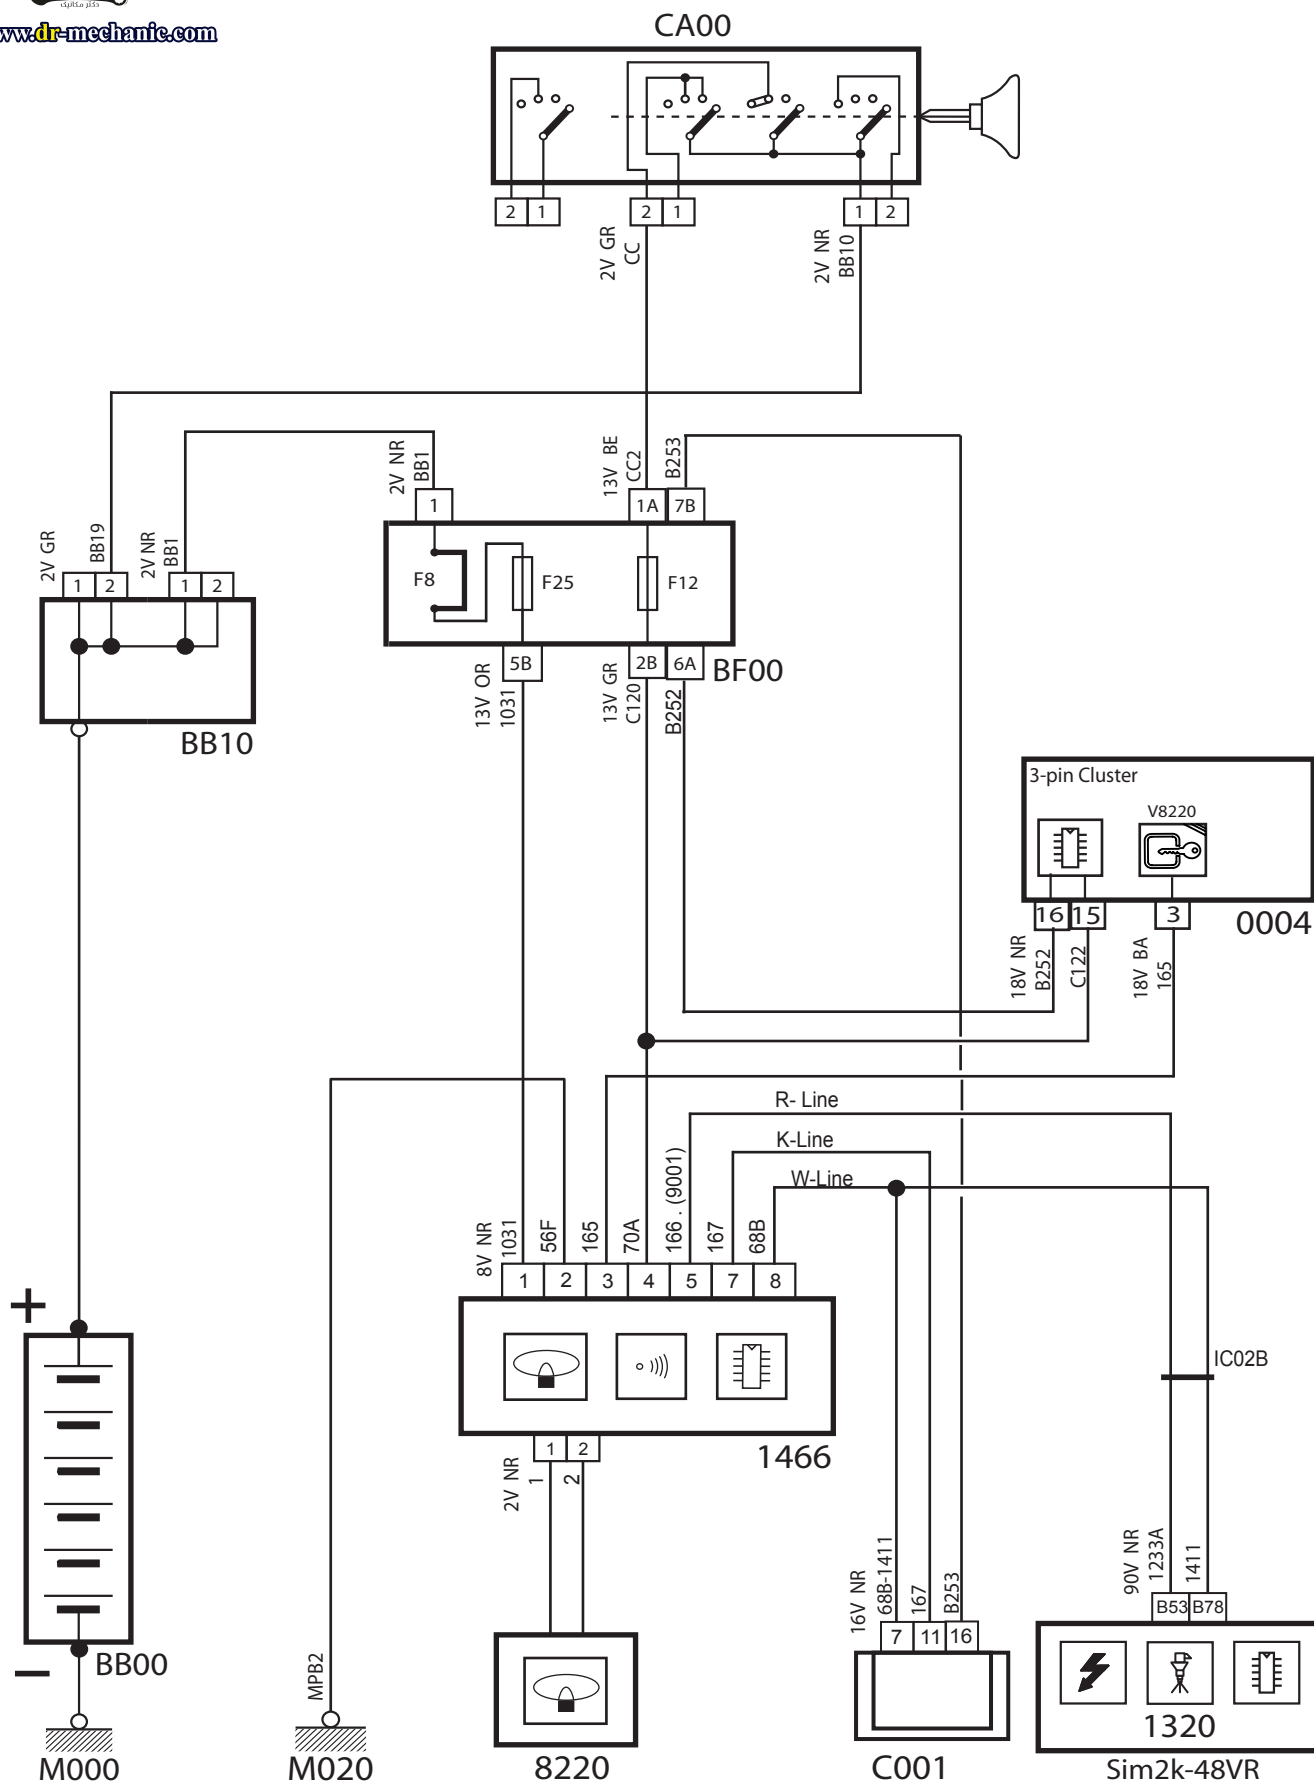 دکتر مکانیک
www.dr-mechanic.com
CA00
2 1
2 1
1 2
2V GR
CC
2V NR
BB10
2V NR
BB1
13V BE
CC2
B253
1
1A 7B
2V GR
BB19
2V NR
BB1
1 2
1 2
F8
F25
F12
5B
2B 6A
BF00
13V OR
1031
13V GR
C120
B252
BB10
3-pin Cluster
V8220
16 15
3
0004
18V NR
B252
C122
18V BA
165
R- Line
K-Line
W-Line
8V NR
1031
56F
165
70A
166 . (9001)
167
68B
1 2 3 4 5 7 8
+
IC02B
1466
1 2
2V NR
1
2
16V NR
68B-1411
167
B253
90V NR
1233A
1411
B53 B78
7 11 16
−
BB00
MPB2
1320
M000
M020
8220
C001
Sim2k-48VR